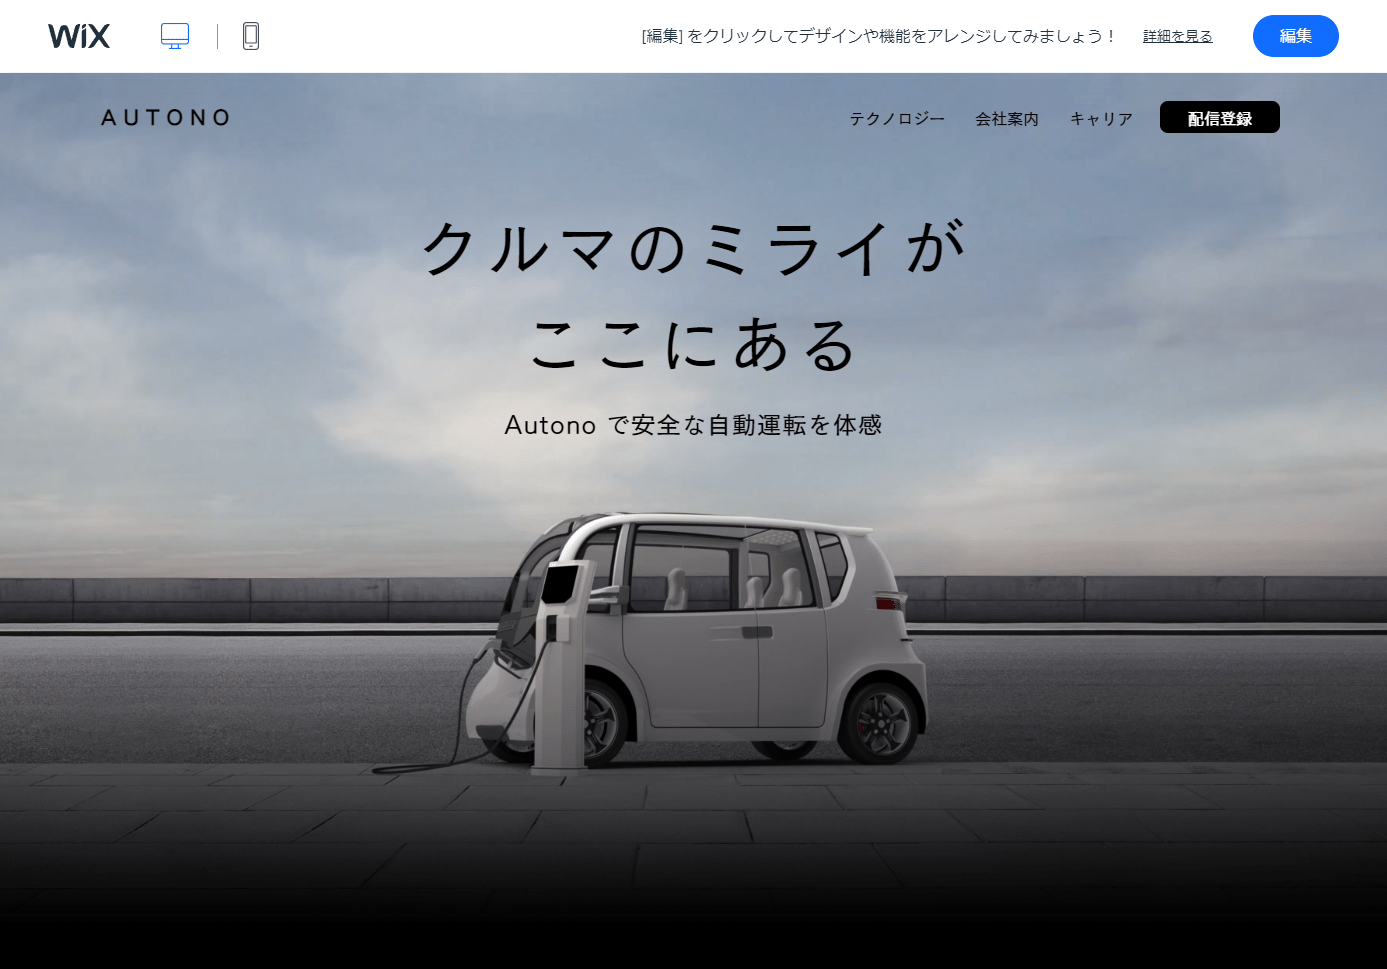 WiX
[編集] をクリックしてデザインや機能をアレンジしてみましょう！
詳細を見る
編集
AUTONO
テクノロジー
会社案内
キャリア
配信登録
クルマのミライが
ここにある
Autono で安全な自動運転を体感